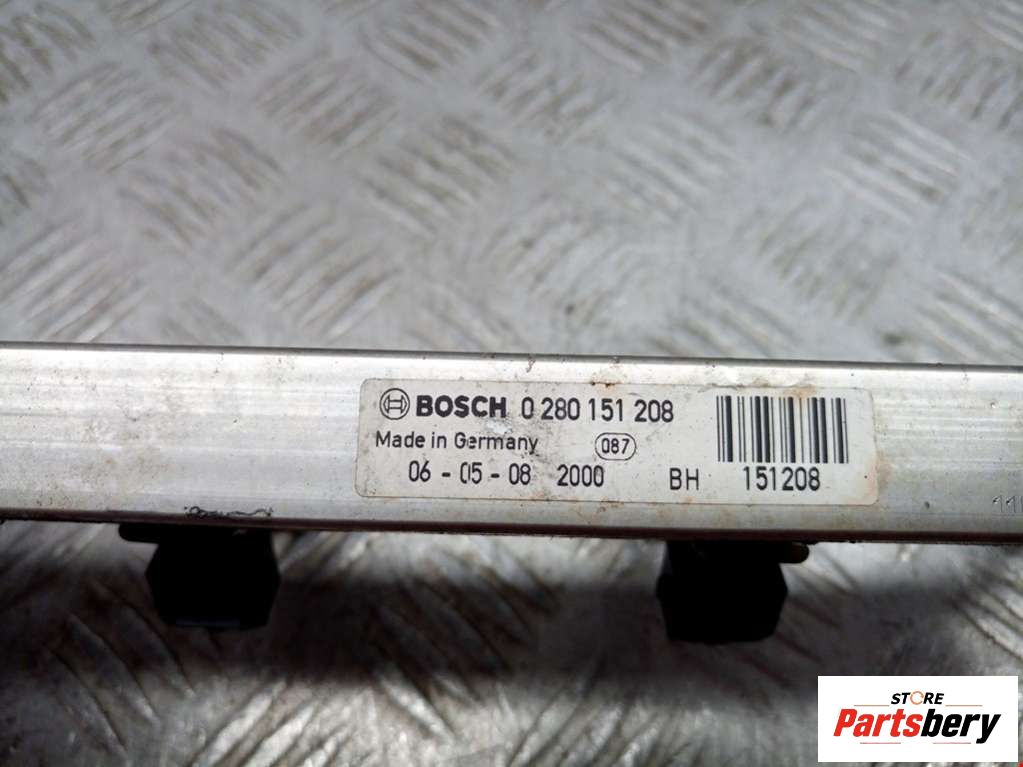 BOSCH 0 280 151 208
Made in Germany 087
06 - 05 - 08 2000 BH 151208
STORE
Partsbery